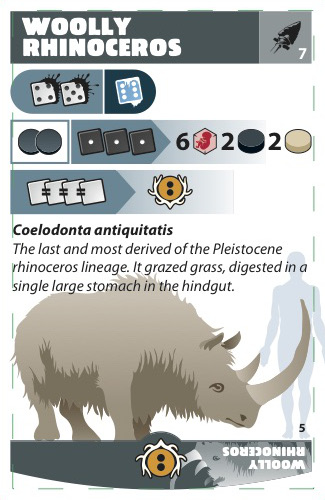 WOOLLY
RHINOCEROS
7
6 2 2
Coelodonta antiquitatis
The last and most derived of the Pleistocene
rhinoceros lineage. It grazed grass, digested in a
single large stomach in the hindgut.
5
WOOLLY
RHINOCEROS